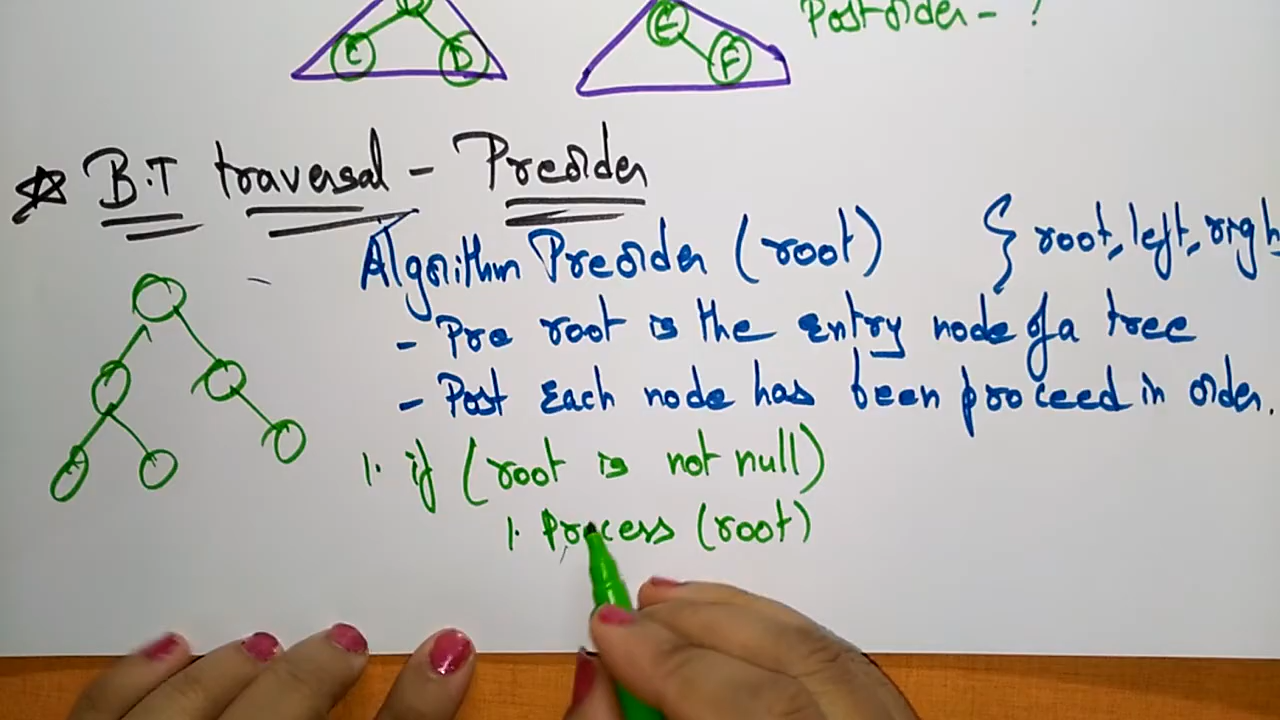 Postorder - ?
C D
E F
B.T traversal - Preorder
Algorithm Preorder (root) { root, left, righ
- Pre root is the entry node of a tree
- Post Each node has been proceed in order.
1. if (root is not null)
1. Process (root)